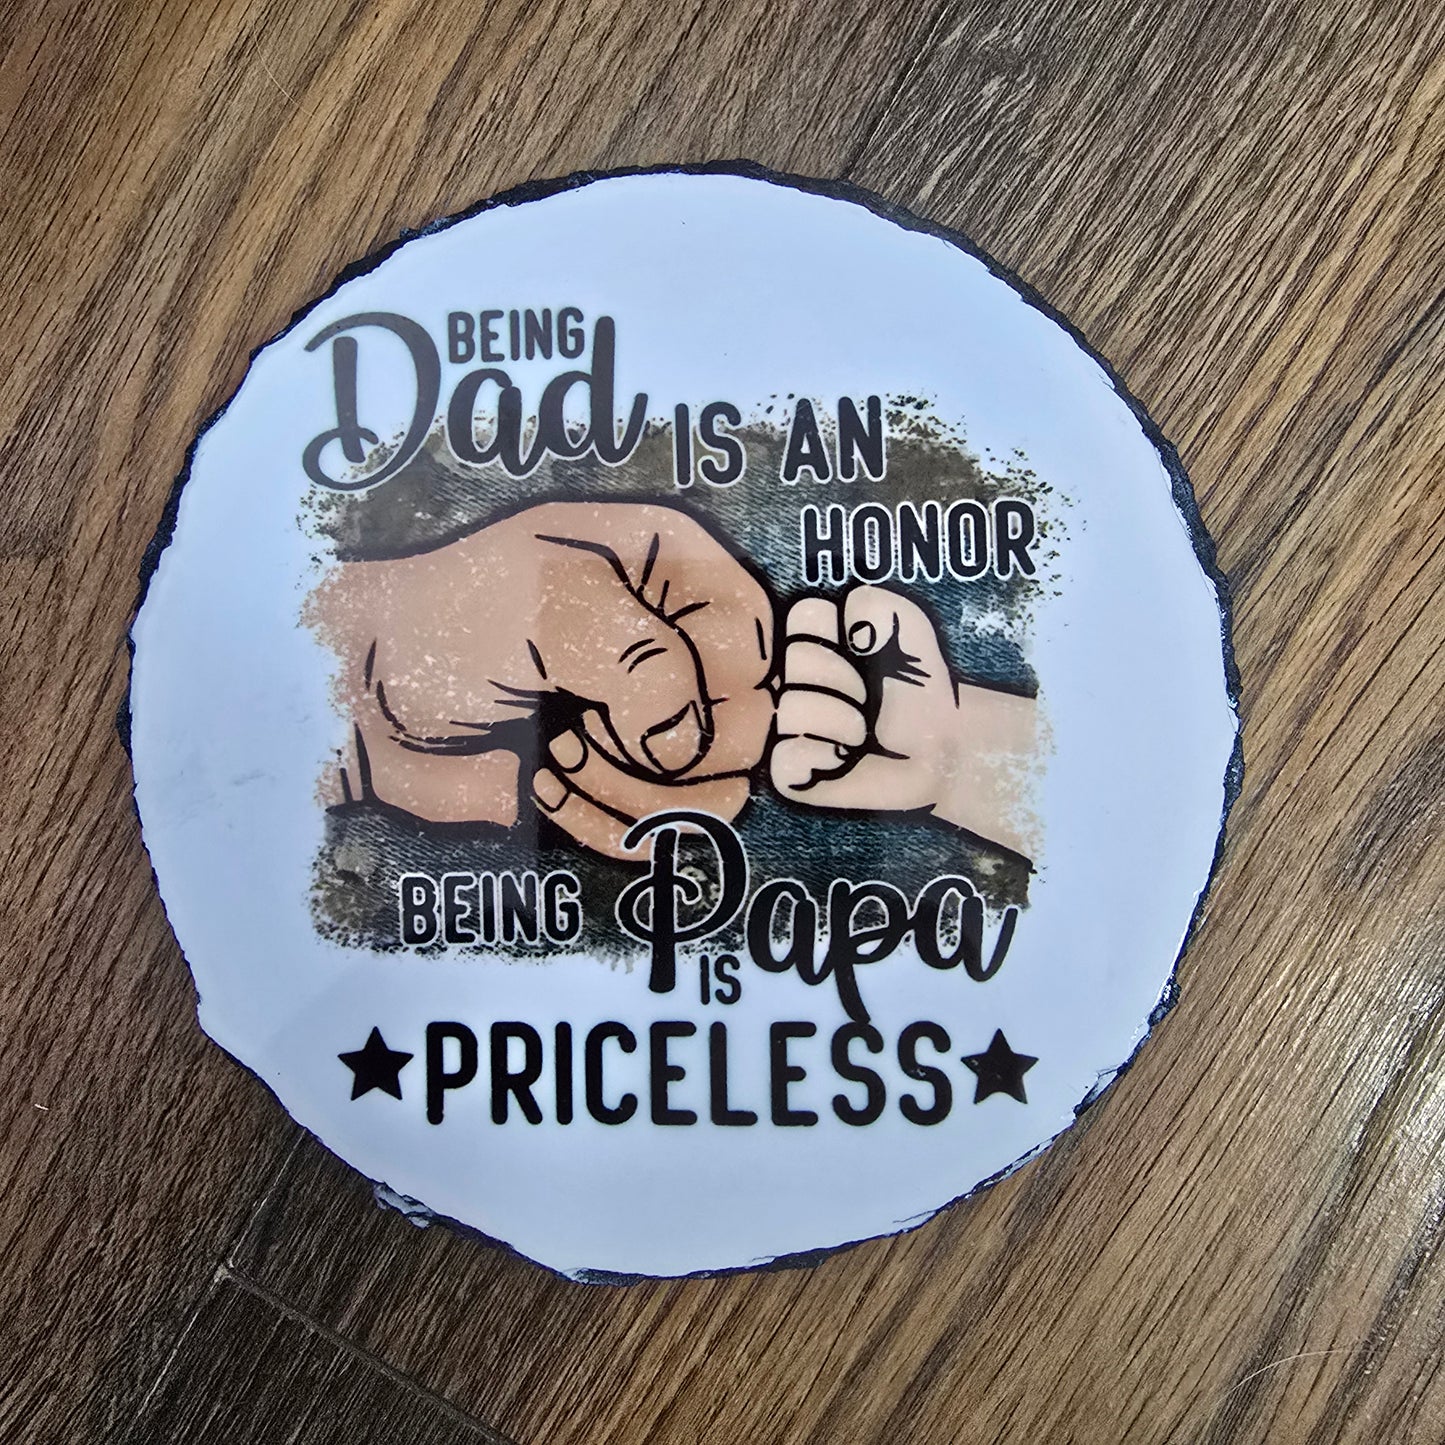 BEING
Dad IS AN
HONOR
BEING Papa
IS
PRICELESS